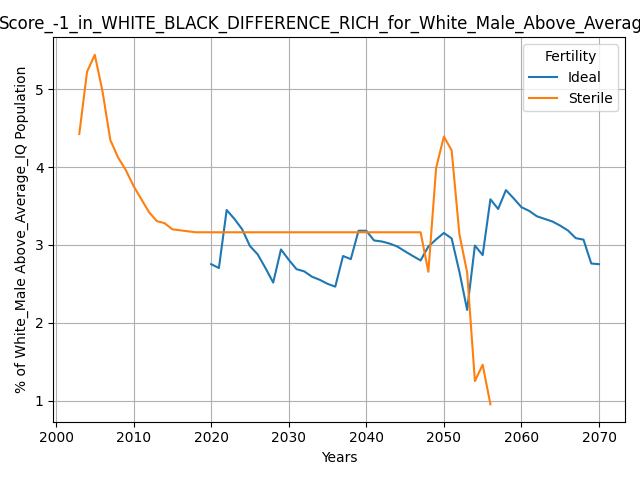 Score_-1_in_WHITE_BLACK_DIFFERENCE_RICH_for_White_Male_Above_Averag
Fertility
Ideal
Sterile
% of White_Male Above_Average_IQ Population
5
4
3
2
1
2000 2010 2020 2030 2040 2050 2060 2070
Years